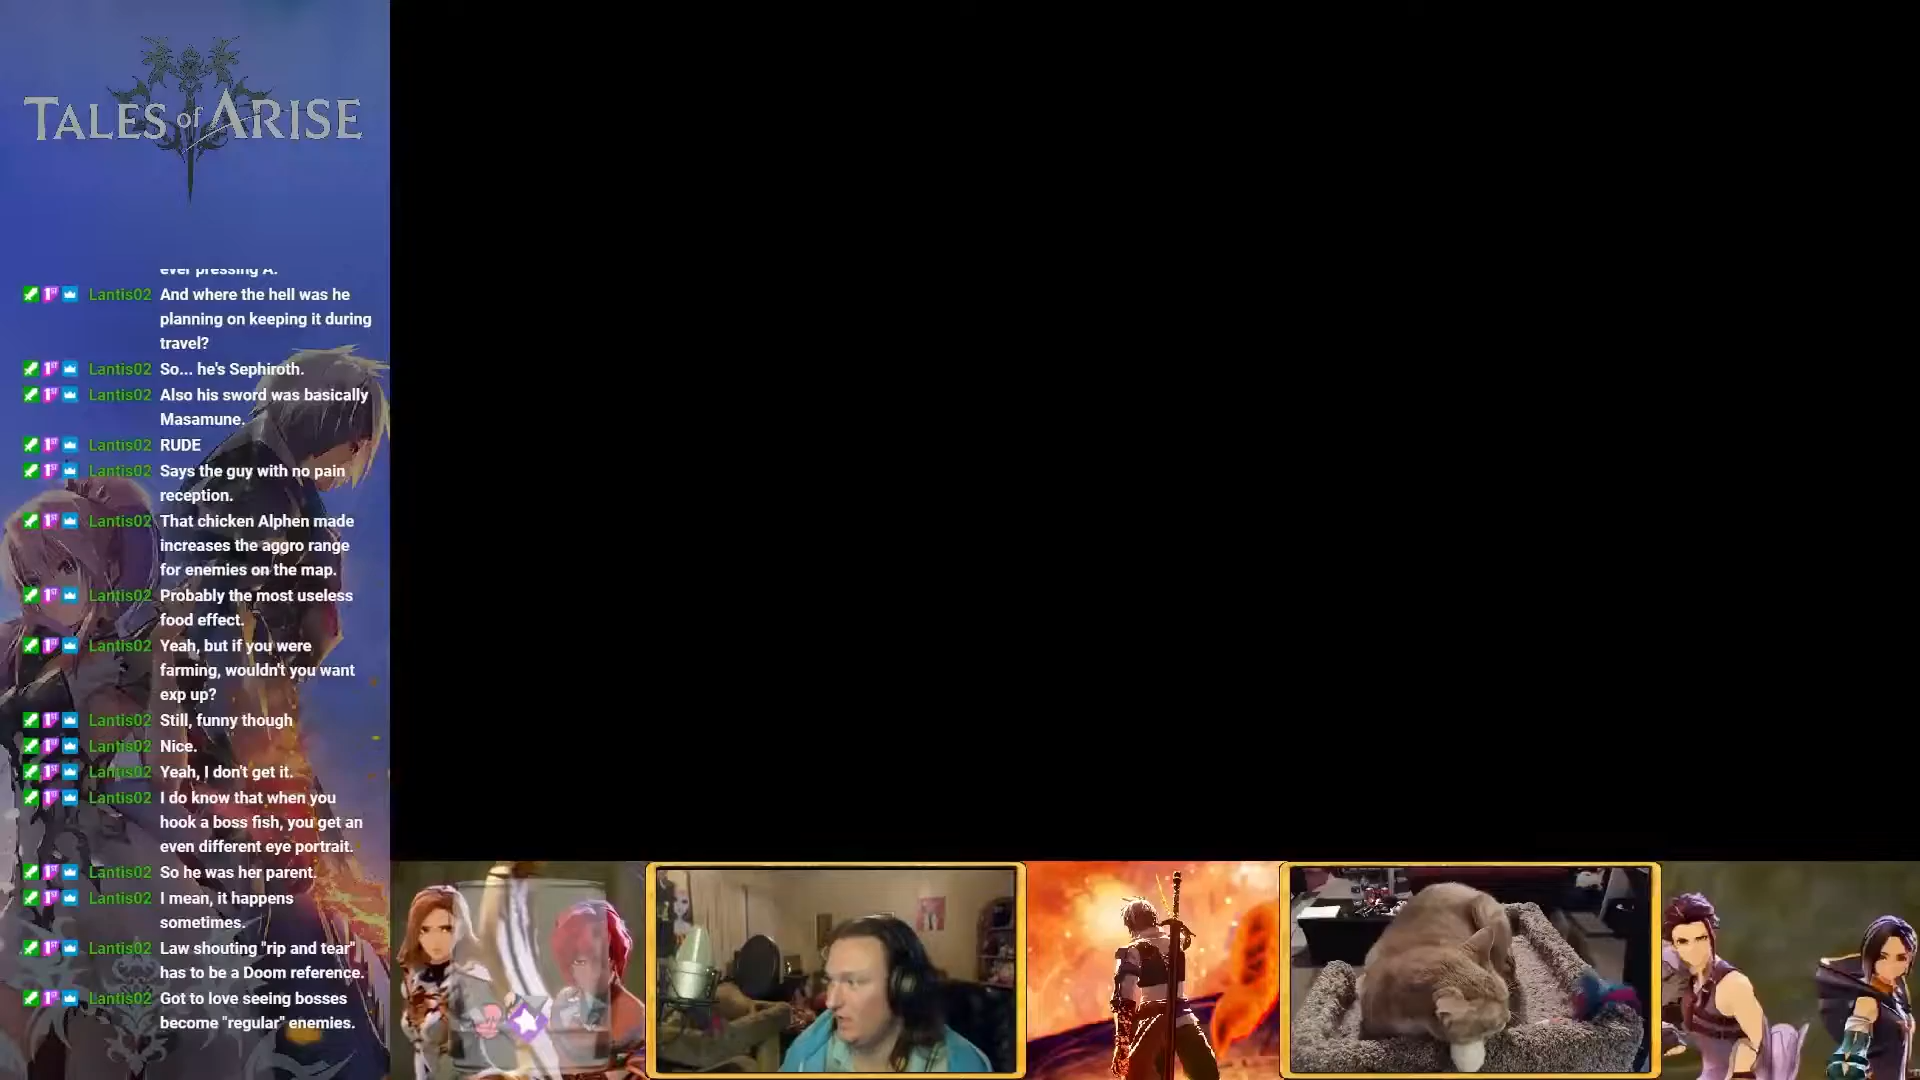 TALES of ARISE
ever pressing A.
Lantis02 And where the hell was he
planning on keeping it during
travel?
Lantis02 So... he's Sephiroth.
Lantis02 Also his sword was basically
Masamune.
Lantis02 RUDE
Lantis02 Says the guy with no pain
reception.
Lantis02 That chicken Alphen made
increases the aggro range
for enemies on the map.
Lantis02 Probably the most useless
food effect.
Lantis02 Yeah, but if you were
farming, wouldn't you want
exp up?
Lantis02 Still, funny though
Lantis02 Nice.
Lantis02 Yeah, I don't get it.
Lantis02 I do know that when you
hook a boss fish, you get an
even different eye portrait.
Lantis02 So he was her parent.
Lantis02 I mean, it happens
sometimes.
Lantis02 Law shouting "rip and tear"
has to be a Doom reference.
Lantis02 Got to love seeing bosses
become "regular" enemies.